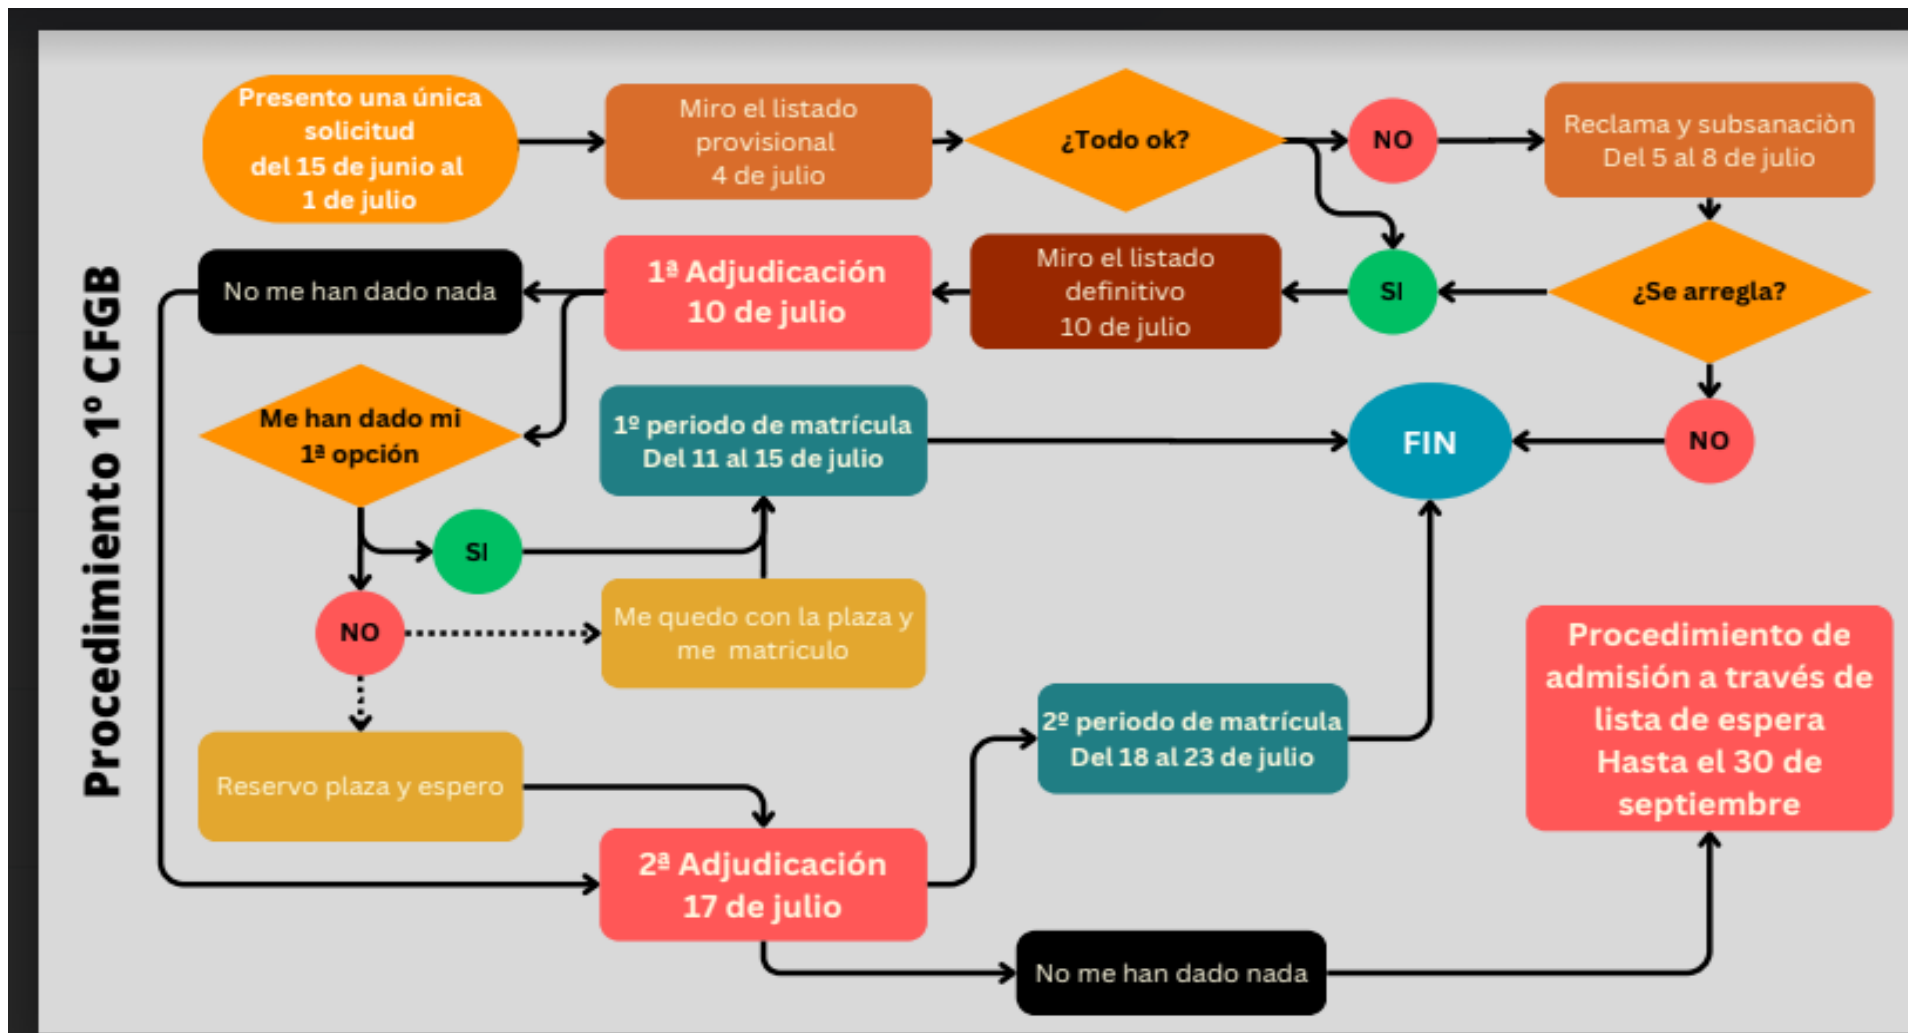 Procedimiento 1º CFGB
Presento una única
solicitud
del 15 de junio al
1 de julio
Miro el listado
provisional
4 de julio
¿Todo ok?
NO
Reclama y subsanaciòn
Del 5 al 8 de julio
No me han dado nada
1ª Adjudicación
10 de julio
Miro el listado
definitivo
10 de julio
SI
¿Se arregla?
Me han dado mi
1ª opción
1º periodo de matrícula
Del 11 al 15 de julio
FIN
NO
SI
NO
Me quedo con la plaza y
me matriculo
Reservo plaza y espero
2º periodo de matrícula
Del 18 al 23 de julio
Procedimiento de
admisión a través de
lista de espera
Hasta el 30 de
septiembre
2ª Adjudicación
17 de julio
No me han dado nada